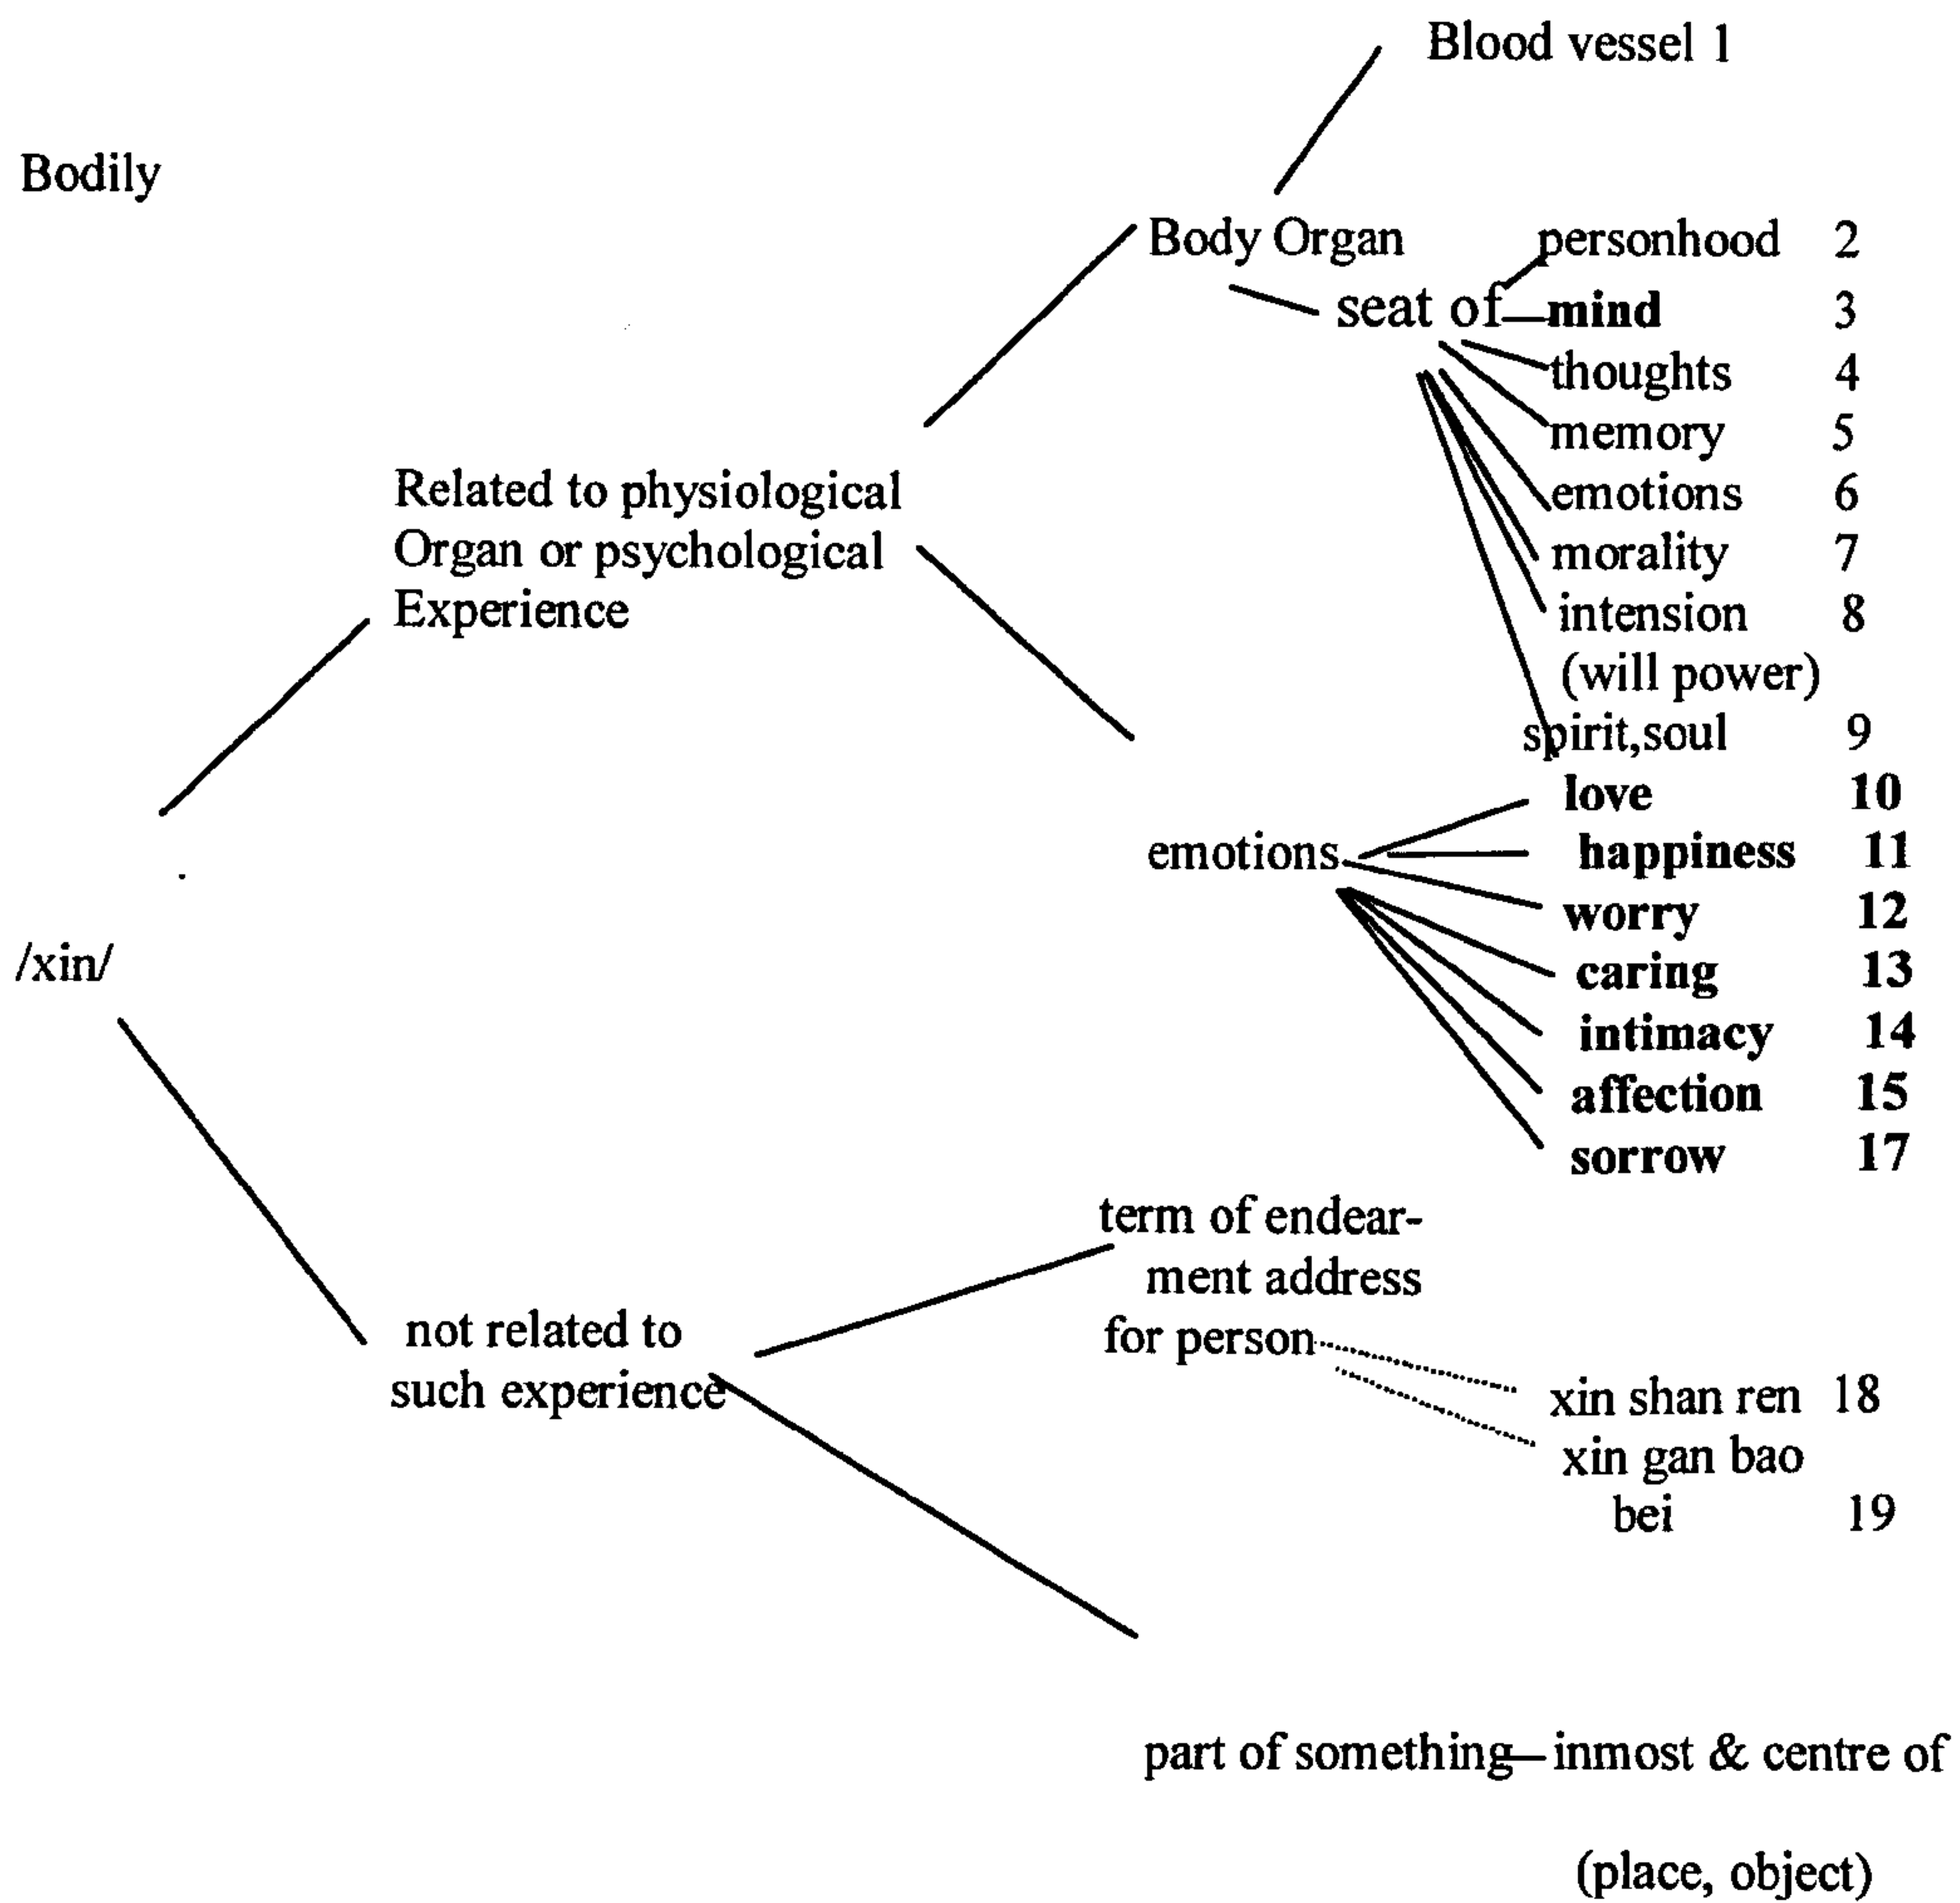 Blood vessel 1
Bodily
Body Organ
personhood 2
seat of mind 3
thoughts 4
memory 5
emotions 6
morality 7
intension 8
(will power)
spirit,soul 9
Related to physiological
Organ or psychological
Experience
love 10
emotions
happiness 11
worry 12
caring 13
intimacy 14
affection 15
sorrow 17
/xin/
term of endear-
ment address
for person
not related to
such experience
xin shan ren 18
xin gan bao
bei 19
part of something inmost & centre of
(place, object)